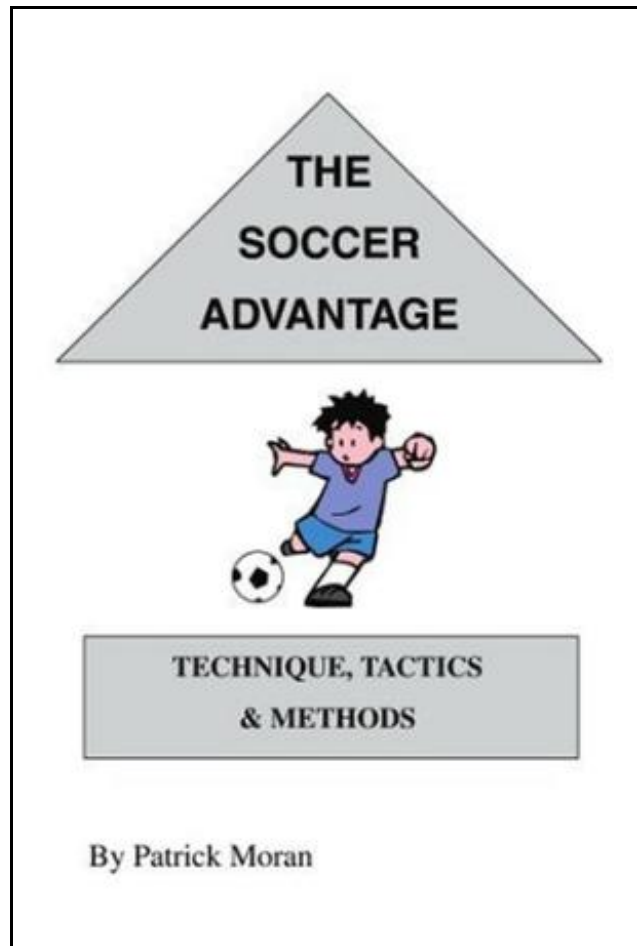 THE
SOCCER
ADVANTAGE
TECHNIQUE, TACTICS
& METHODS
By Patrick Moran